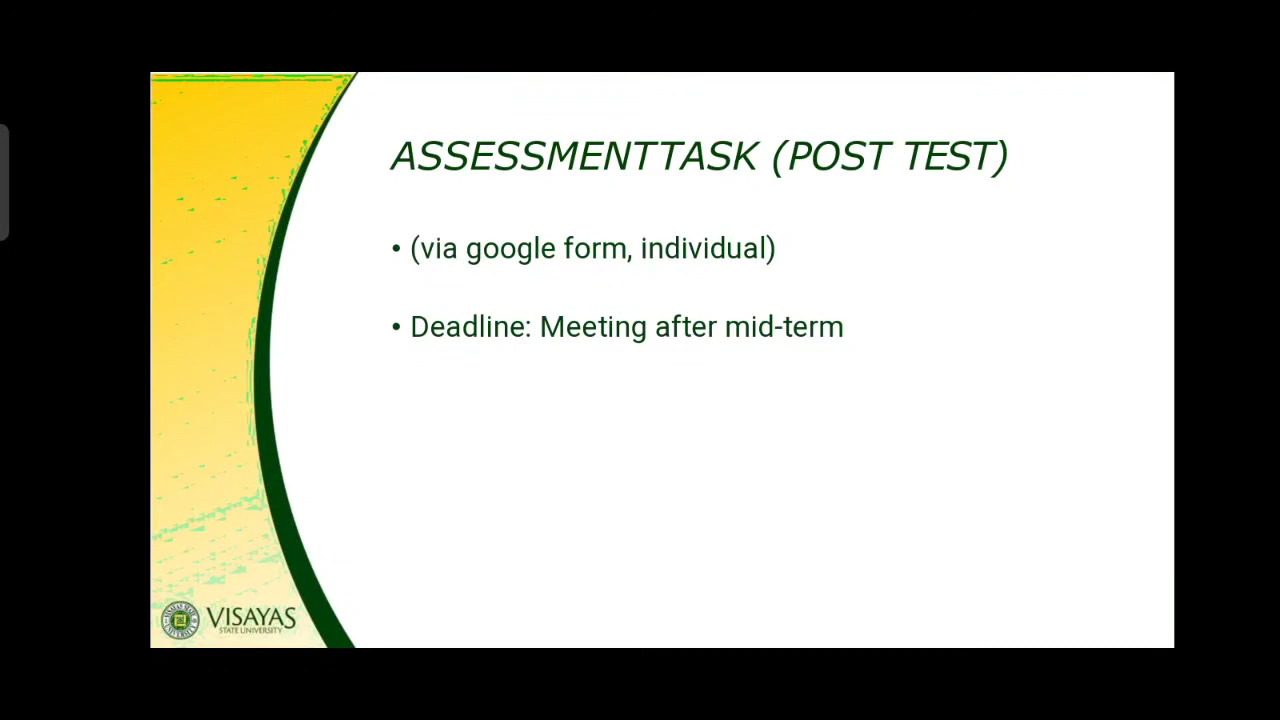 ASSESSMENTTASK (POST TEST)
• (via google form, individual)
• Deadline: Meeting after mid-term
VISAYAS
STATE UNIVERSITY